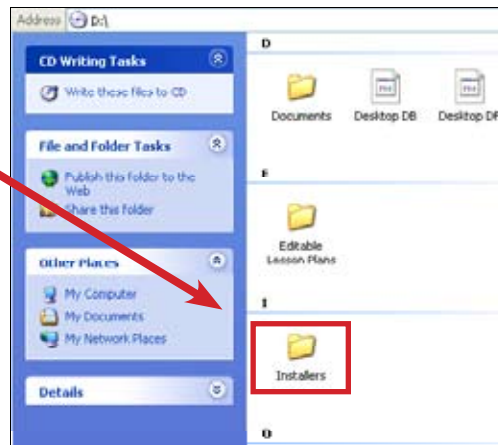 Address D:\
CD Writing Tasks
Write these files to CD
File and Folder Tasks
Publish this folder to the
Web
Share this folder
Other Places
My Computer
My Documents
My Network Places
Details
D
Documents
Desktop DB
Desktop DF
E
Editable
Lesson Plans
I
Installers
O